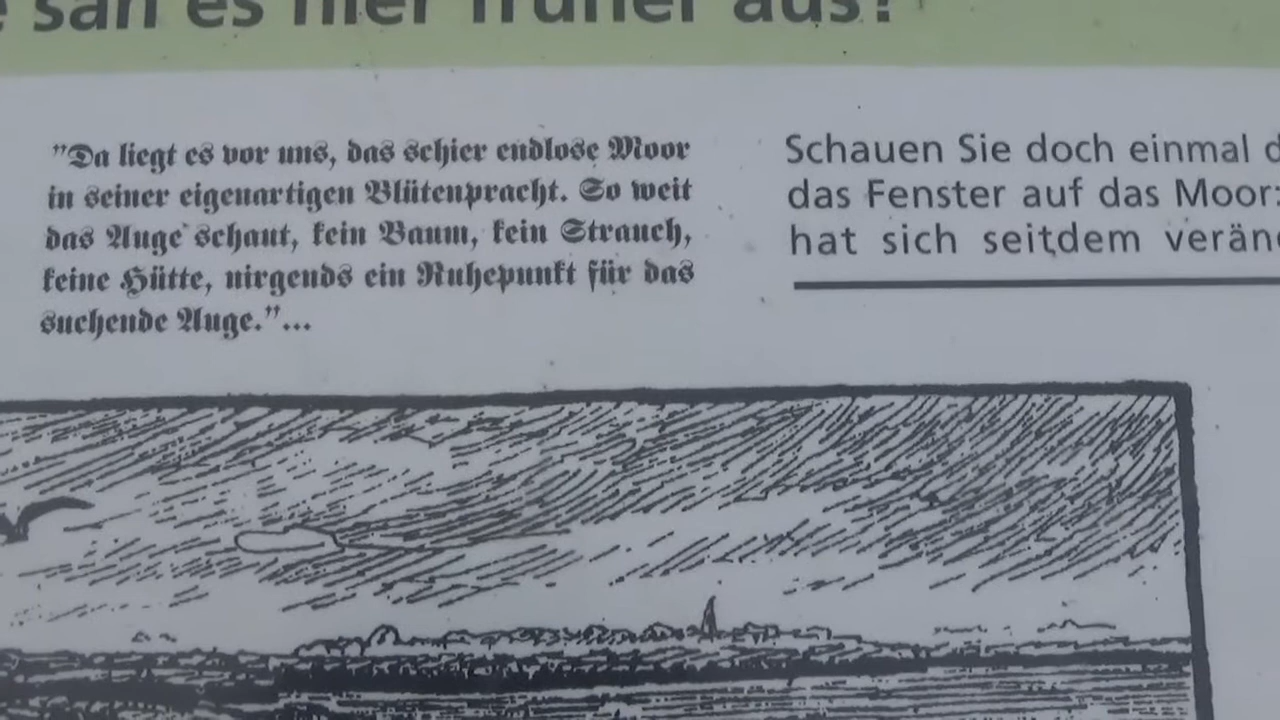 sah es hier früher aus?
"Da liegt es vor uns, das schier endlose Moor
in seiner eigenartigen Blütenpracht. So weit
das Auge schaut, kein Baum, kein Strauch,
keine Hütte, nirgends ein Ruhepunkt für das
suchende Auge."...
Schauen Sie doch einmal
das Fenster auf das
hat sich seitdem